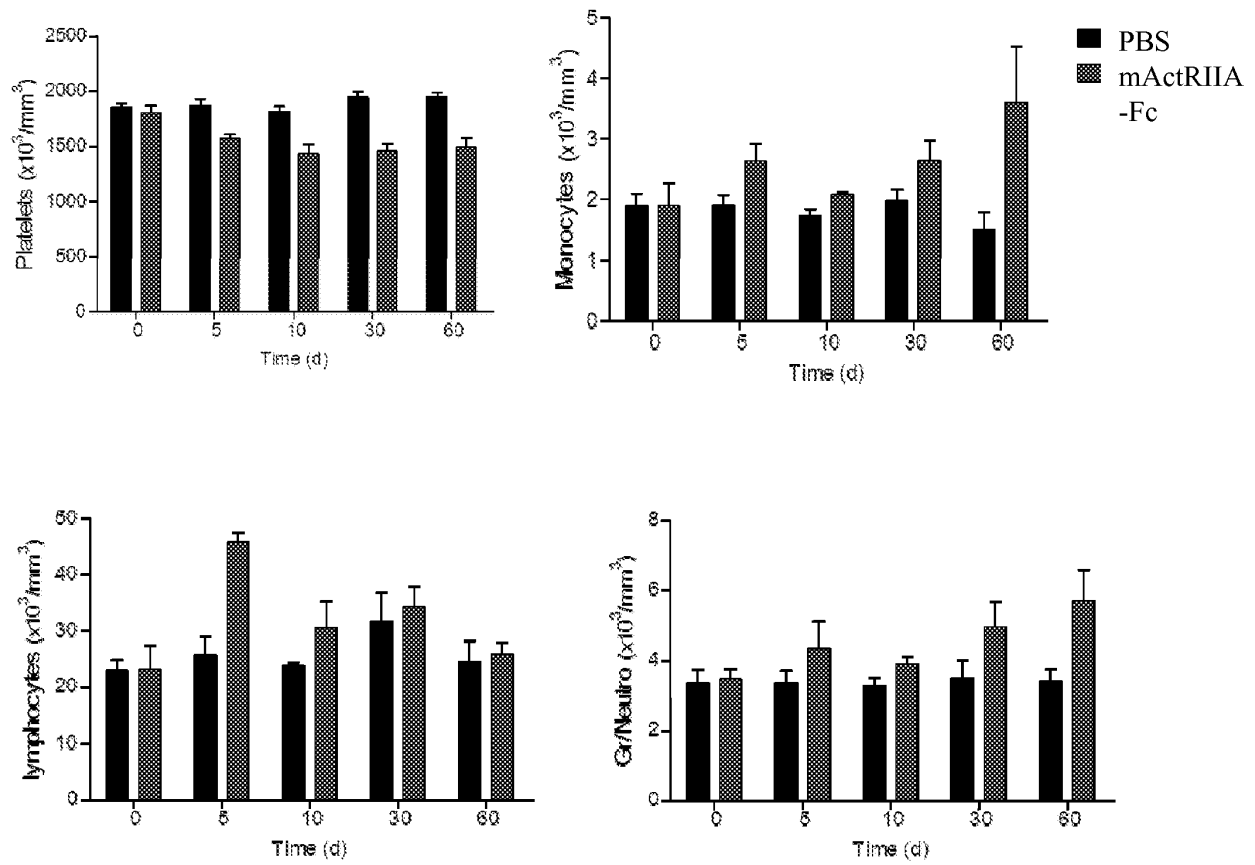 2500
2000
1500
1000
500
0
Platelets (x10³/mm³)
0 5 10 30 60
Time (d)
5
4
3
2
1
0
Monocytes (x10³/mm³)
0 5 10 30 60
Time (d)
PBS
mActRIIA
-Fc
50
40
30
20
10
0
lymphocytes (x10³/mm³)
0 5 10 30 60
Time (d)
8
6
4
2
0
Gr/Neutro (x10³/mm³)
0 5 10 30 60
Time (d)